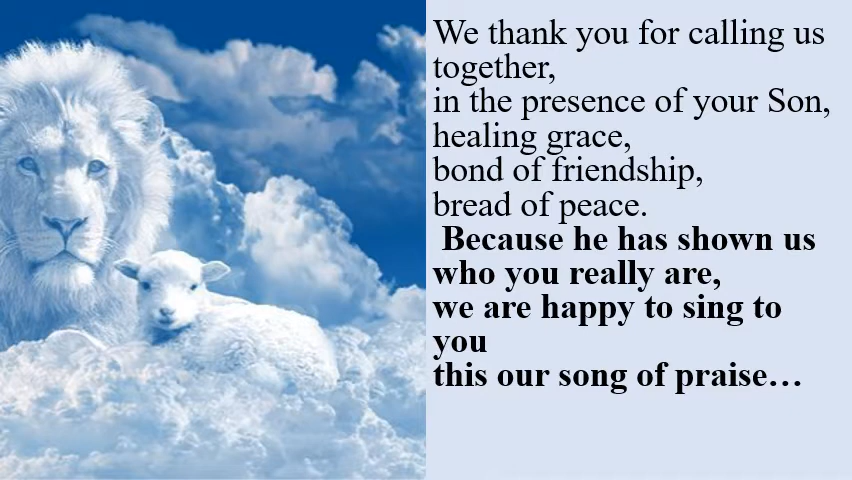 We thank you for calling us
together,
in the presence of your Son,
healing grace,
bond of friendship,
bread of peace.
Because he has shown us
who you really are,
we are happy to sing to
you
this our song of praise…